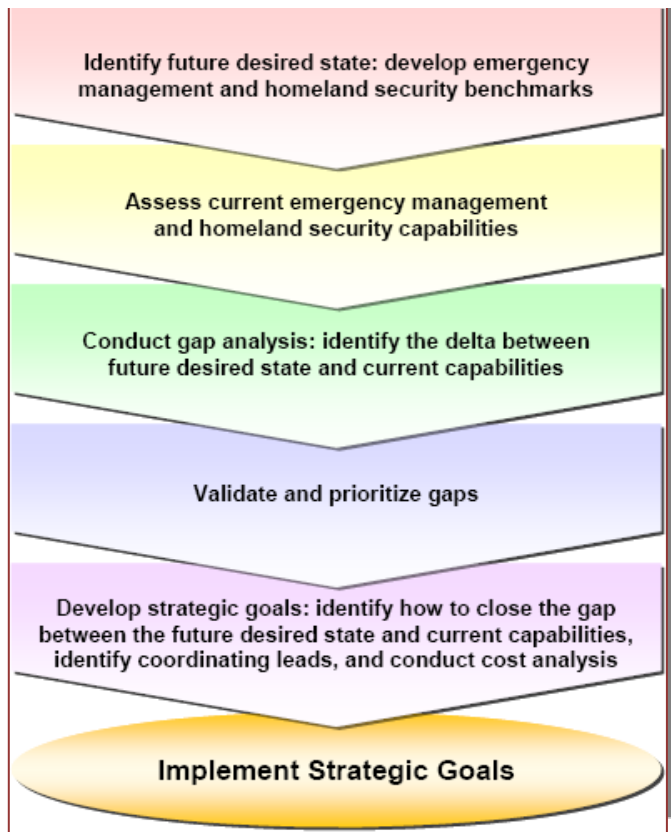 Identify future desired state: develop emergency
management and homeland security benchmarks
Assess current emergency management
and homeland security capabilities
Conduct gap analysis: identify the delta between
future desired state and current capabilities
Validate and prioritize gaps
Develop strategic goals: identify how to close the gap
between the future desired state and current capabilities,
identify coordinating leads, and conduct cost analysis
Implement Strategic Goals